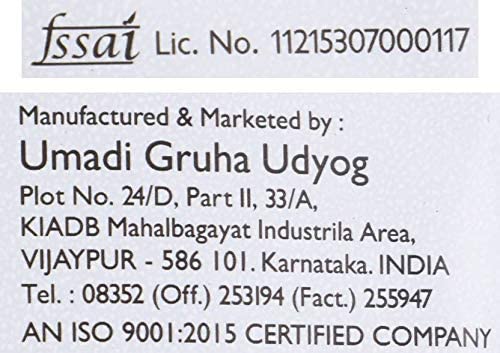 fssai Lic. No. 11215307000117
Manufactured & Marketed by :
Umadi Gruha Udyog
Plot No. 24/D, Part II, 33/A,
KIADB Mahalbagayat Industrila Area,
VIJAYPUR - 586 101. Karnataka. INDIA
Tel. : 08352 (Off.) 253194 (Fact.) 255947
AN ISO 9001:2015 CERTIFIED COMPANY